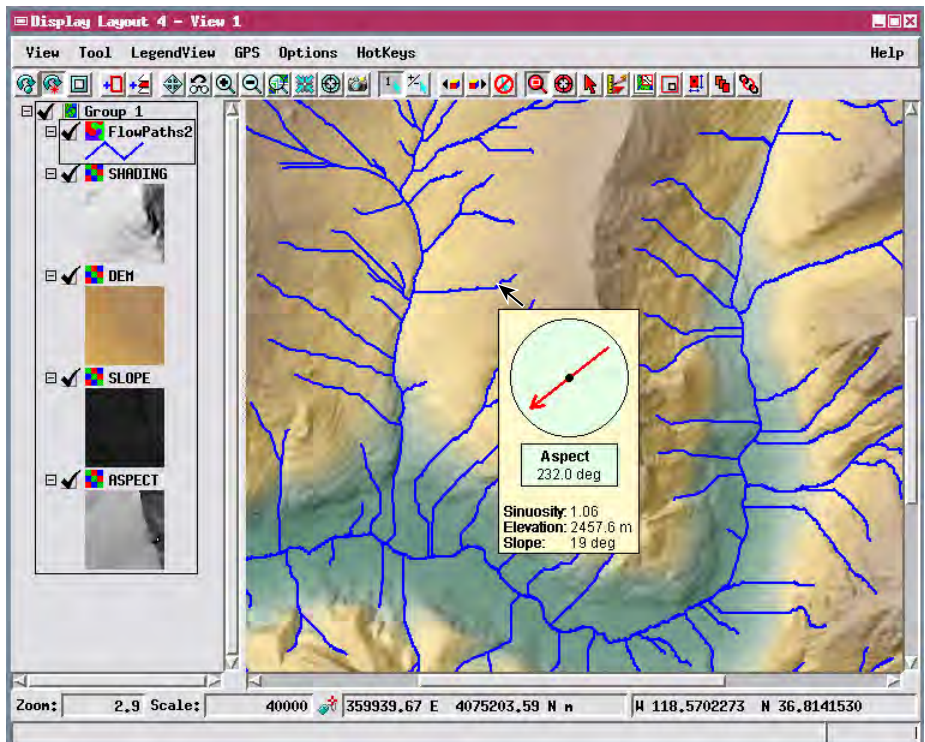 Display Layout 4 - View 1
View Tool LegendView GPS Options HotKeys Help
Group 1
FlowPaths2
SHADING
DEM
SLOPE
ASPECT
Aspect
232.0 deg
Sinuosity: 1.06
Elevation: 2457.6 m
Slope: 19 deg
Zoom: 2.9 Scale: 40000 359939.67 E 4075203.59 N m W 118.5702273 N 36.8141530